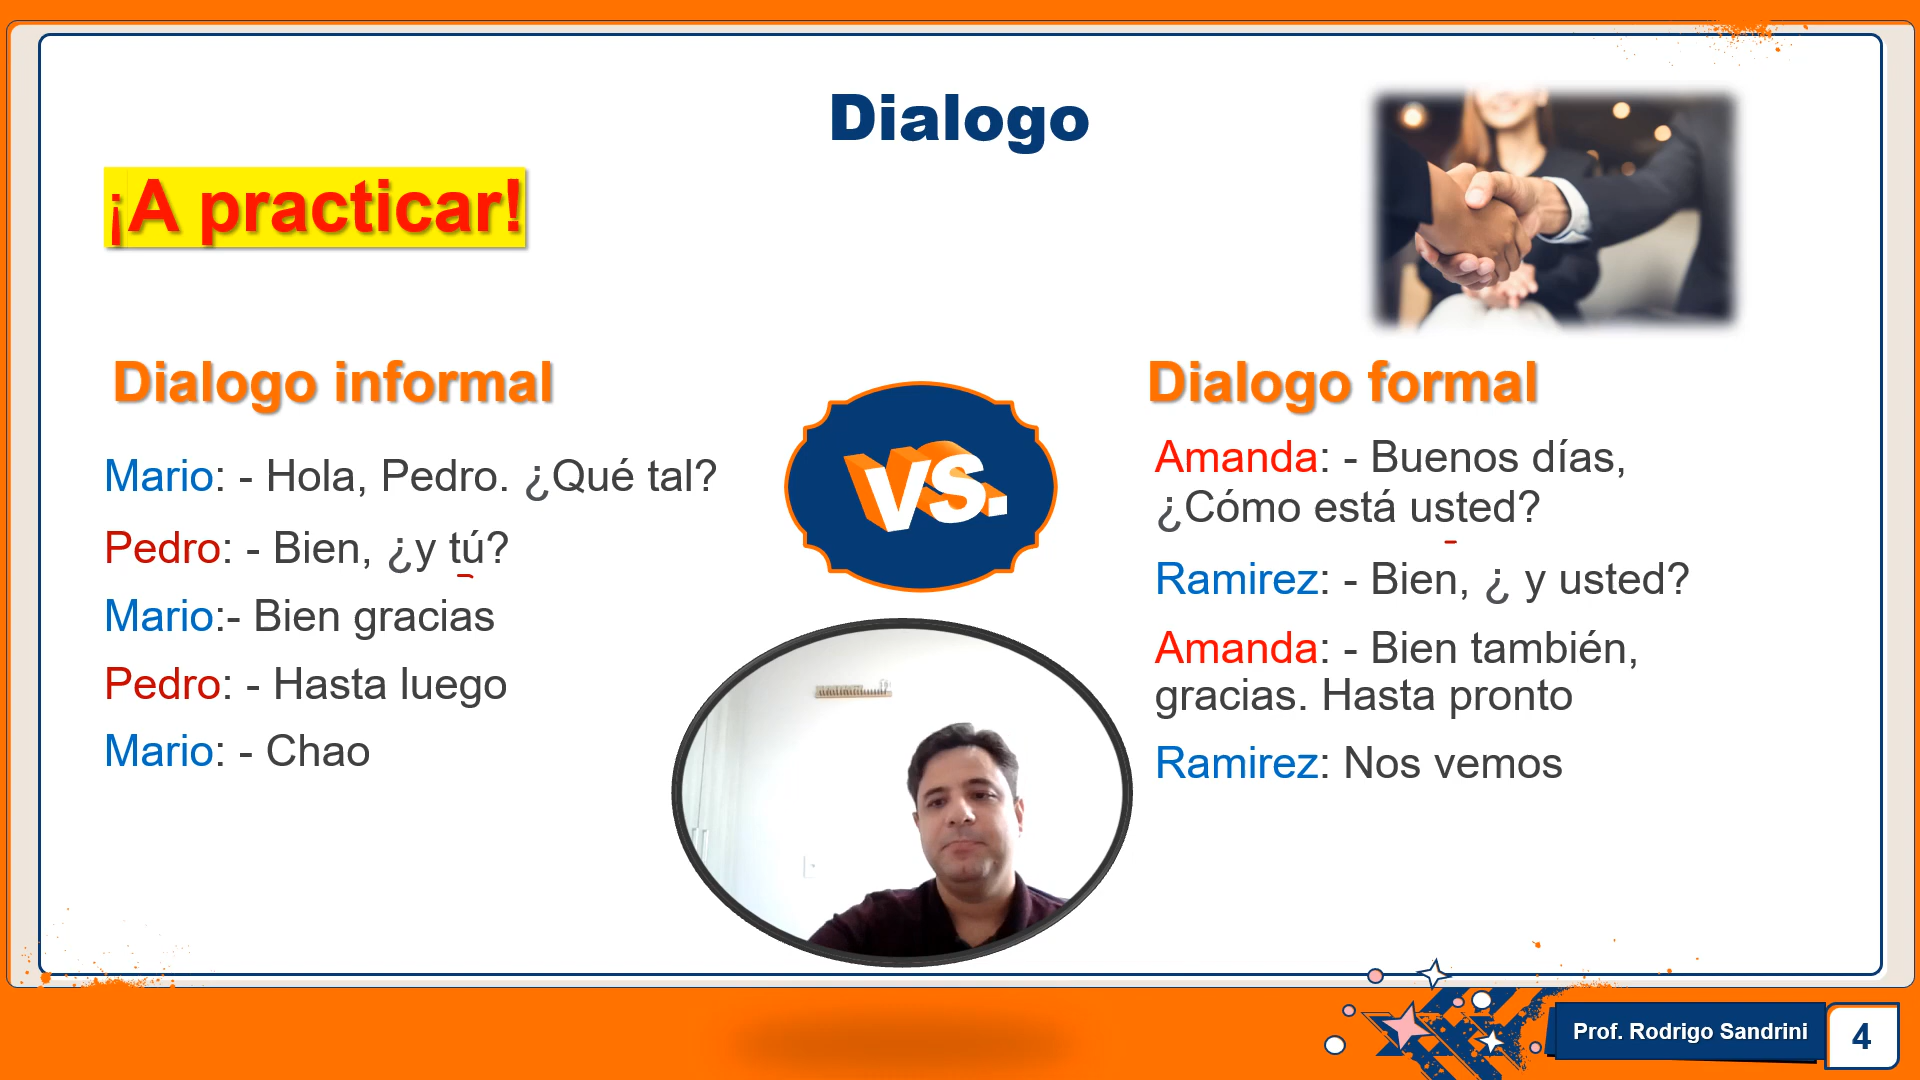 Dialogo
¡A practicar!
Dialogo informal
Mario: - Hola, Pedro. ¿Qué tal?
Pedro: - Bien, ¿y tú?
Mario:- Bien gracias
Pedro: - Hasta luego
Mario: - Chao
VS.
Dialogo formal
Amanda: - Buenos días,
¿Cómo está usted?
Ramirez: - Bien, ¿ y usted?
Amanda: - Bien también,
gracias. Hasta pronto
Ramirez: Nos vemos
Prof. Rodrigo Sandrini
4